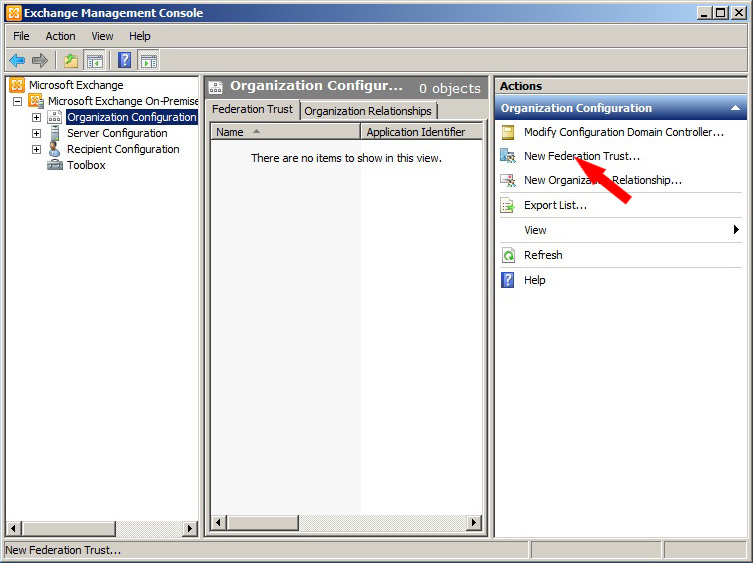 Exchange Management Console
File Action View Help
Microsoft Exchange
Microsoft Exchange On-Premise
Organization Configuration
Server Configuration
Recipient Configuration
Toolbox
Organization Configur... 0 objects
Federation Trust Organization Relationships
Name Application Identifier
There are no items to show in this view.
Actions
Organization Configuration
Modify Configuration Domain Controller...
New Federation Trust...
New Organization Relationship...
Export List...
View
Refresh
Help
New Federation Trust...